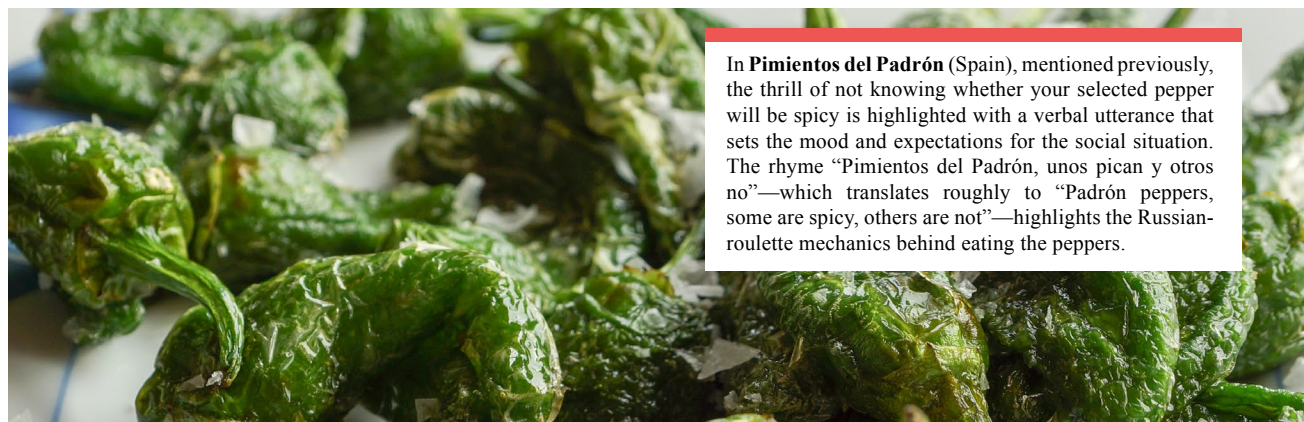 In Pimientos del Padrón (Spain), mentioned previously,
the thrill of not knowing whether your selected pepper
will be spicy is highlighted with a verbal utterance that
sets the mood and expectations for the social situation.
The rhyme “Pimientos del Padrón, unos pican y otros
no”—which translates roughly to “Padrón peppers,
some are spicy, others are not”—highlights the Russian-
roulette mechanics behind eating the peppers.